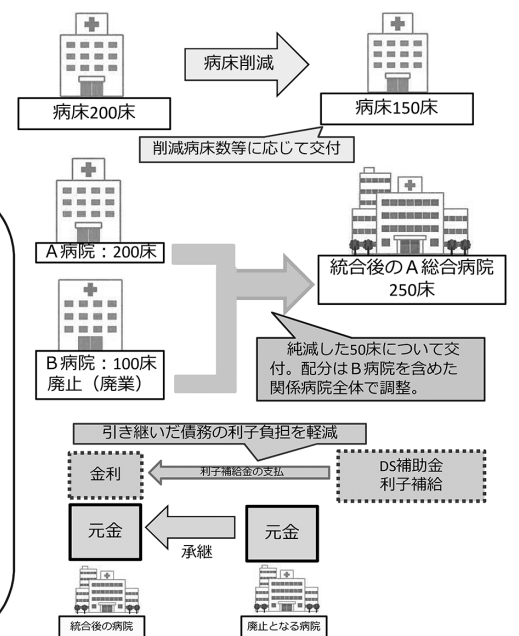 病床削減
病床200床
病床150床
削減病床数等に応じて交付
A病院：200床
B病院：100床
廃止（廃業）
統合後のA総合病院
250床
純減した50床について交
付。配分はB病院を含めた
関係病院全体で調整。
引き継いだ債務の利子負担を軽減
金利
利子補給金の支払
DS補助金
利子補給
元金
承継
元金
統合後の病院
廃止となる病院